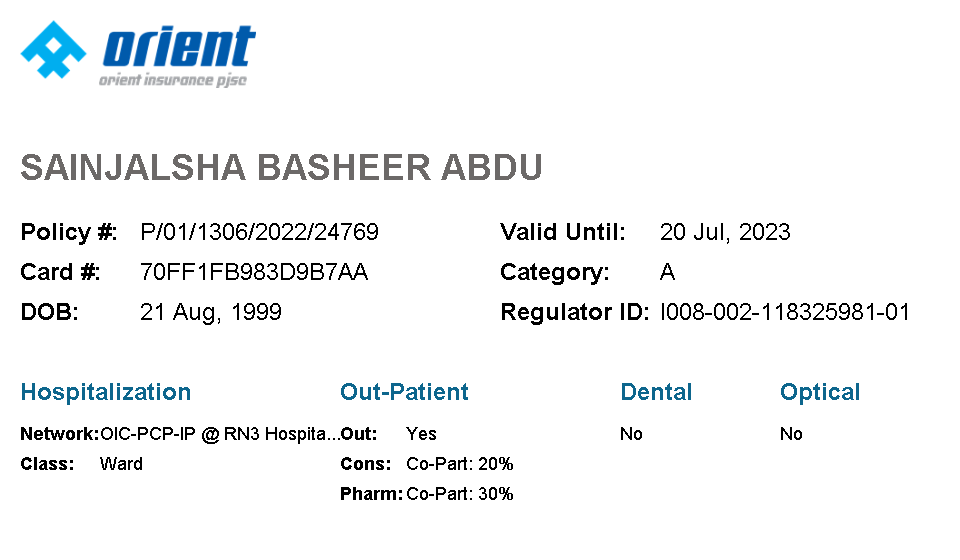 orient
orient insurance pjsc
SAINJALSHA BASHEER ABDU
Policy #: P/01/1306/2022/24769 Valid Until: 20 Jul, 2023
Card #: 70FF1FB983D9B7AA Category: A
DOB: 21 Aug, 1999 Regulator ID: I008-002-118325981-01
Hospitalization Out-Patient Dental Optical
Network: OIC-PCP-IP @ RN3 Hospita... Out: Yes No No
Class: Ward Cons: Co-Part: 20%
Pharm: Co-Part: 30%